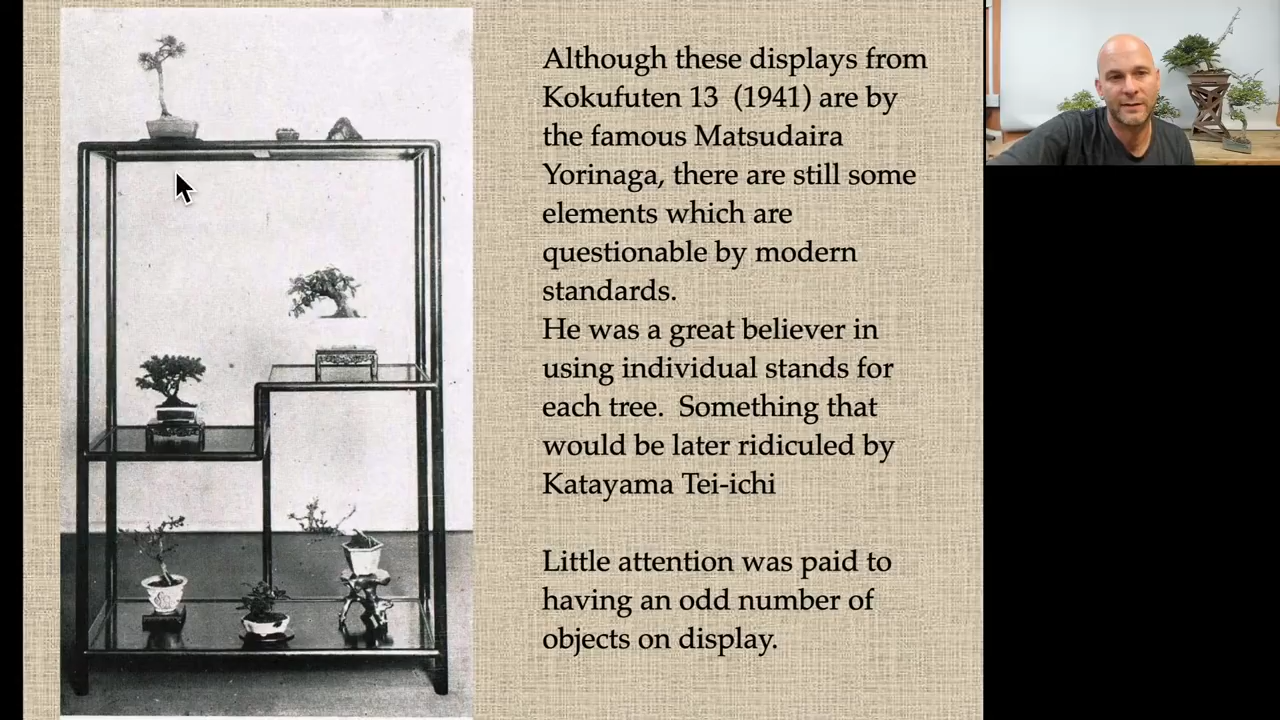 Although these displays from
Kokufuten 13 (1941) are by
the famous Matsudaira
Yorinaga, there are still some
elements which are
questionable by modern
standards.
He was a great believer in
using individual stands for
each tree. Something that
would be later ridiculed by
Katayama Tei-ichi
Little attention was paid to
having an odd number of
objects on display.